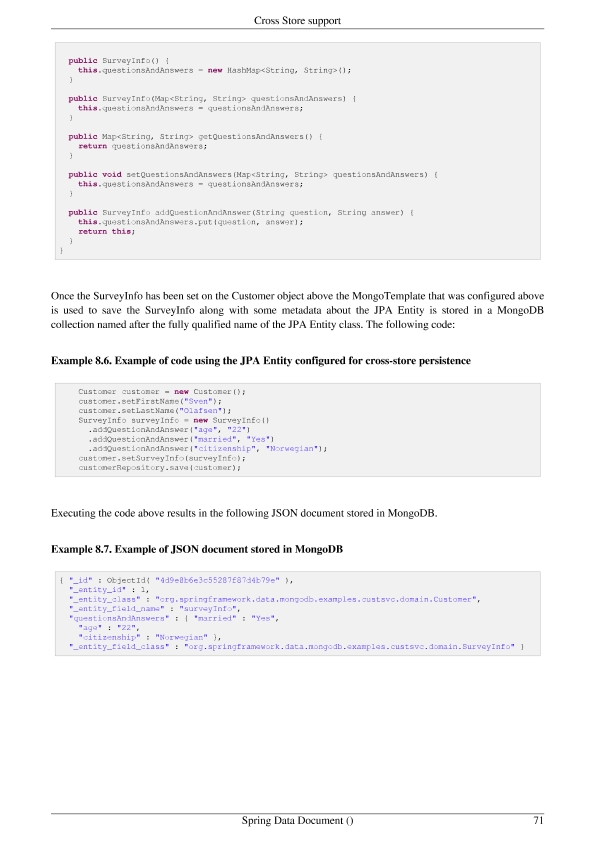 Cross Store support
public SurveyInfo() {
this.questionsAndAnswers = new HashMap<String, String>();
}
public SurveyInfo(Map<String, String> questionsAndAnswers) {
this.questionsAndAnswers = questionsAndAnswers;
}
public Map<String, String> getQuestionsAndAnswers() {
return questionsAndAnswers;
}
public void setQuestionsAndAnswers(Map<String, String> questionsAndAnswers) {
this.questionsAndAnswers = questionsAndAnswers;
}
public SurveyInfo addQuestionAndAnswer(String question, String answer) {
this.questionsAndAnswers.put(question, answer);
return this;
}
}
Once the SurveyInfo has been set on the Customer object above the MongoTemplate that was configured above
is used to save the SurveyInfo along with some metadata about the JPA Entity is stored in a MongoDB
collection named after the fully qualified name of the JPA Entity class. The following code:
Example 8.6. Example of code using the JPA Entity configured for cross-store persistence
Customer customer = new Customer();
customer.setFirstName("Sven");
customer.setLastName("Olafsen");
SurveyInfo surveyInfo = new SurveyInfo()
.addQuestionAndAnswer("age", "22")
.addQuestionAndAnswer("married", "Yes")
.addQuestionAndAnswer("citizenship", "Norwegian");
customer.setSurveyInfo(surveyInfo);
customerRepository.save(customer);
Executing the code above results in the following JSON document stored in MongoDB.
Example 8.7. Example of JSON document stored in MongoDB
{ "_id" : ObjectId( "4d9e8b6e3c55287f87d4b79e" ),
"_entity_id" : 1,
"_entity_class" : "org.springframework.data.mongodb.examples.custsvc.domain.Customer",
"_entity_field_name" : "surveyInfo",
"questionsAndAnswers" : { "married" : "Yes",
"age" : "22",
"citizenship" : "Norwegian" },
"_entity_field_class" : "org.springframework.data.mongodb.examples.custsvc.domain.SurveyInfo" }
Spring Data Document () 71